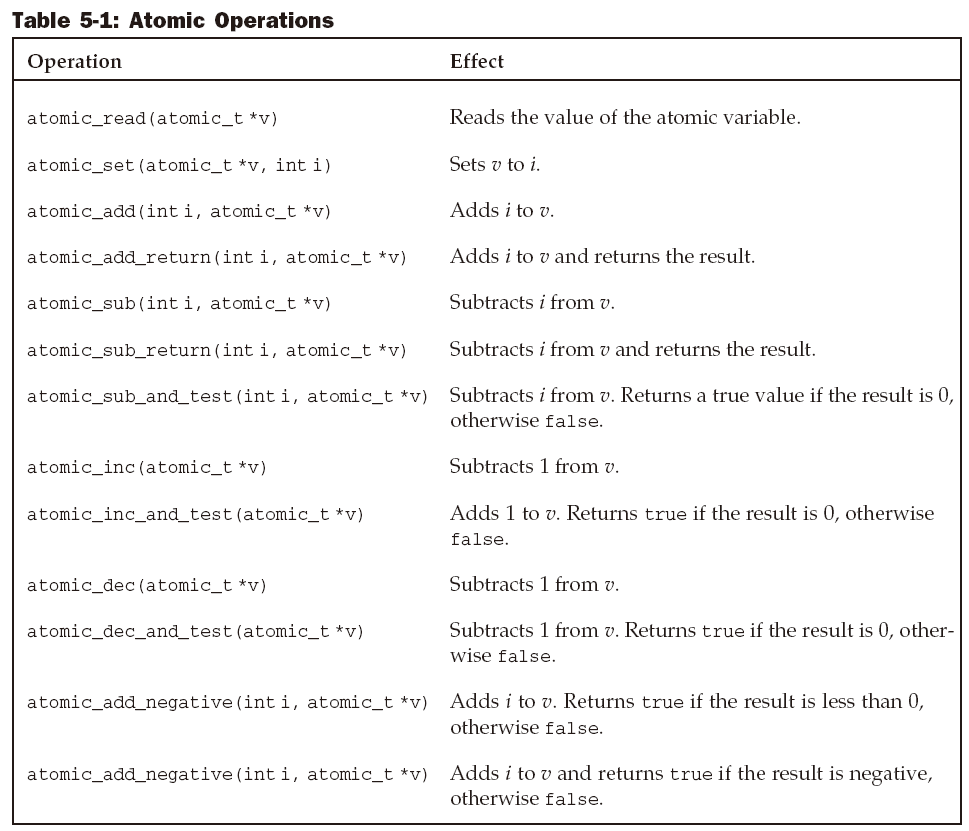 Table 5-1: Atomic Operations
Operation Effect
atomic_read(atomic_t *v) Reads the value of the atomic variable.
atomic_set(atomic_t *v, int i) Sets v to i.
atomic_add(int i, atomic_t *v) Adds i to v.
atomic_add_return(int i, atomic_t *v) Adds i to v and returns the result.
atomic_sub(int i, atomic_t *v) Subtracts i from v.
atomic_sub_return(int i, atomic_t *v) Subtracts i from v and returns the result.
atomic_sub_and_test(int i, atomic_t *v) Subtracts i from v. Returns a true value if the result is 0,
otherwise false.
atomic_inc(atomic_t *v) Subtracts 1 from v.
atomic_inc_and_test(atomic_t *v) Adds 1 to v. Returns true if the result is 0, otherwise
false.
atomic_dec(atomic_t *v) Subtracts 1 from v.
atomic_dec_and_test(atomic_t *v) Subtracts 1 from v. Returns true if the result is 0, other-
wise false.
atomic_add_negative(int i, atomic_t *v) Adds i to v. Returns true if the result is less than 0,
otherwise false.
atomic_add_negative(int i, atomic_t *v) Adds i to v and returns true if the result is negative,
otherwise false.